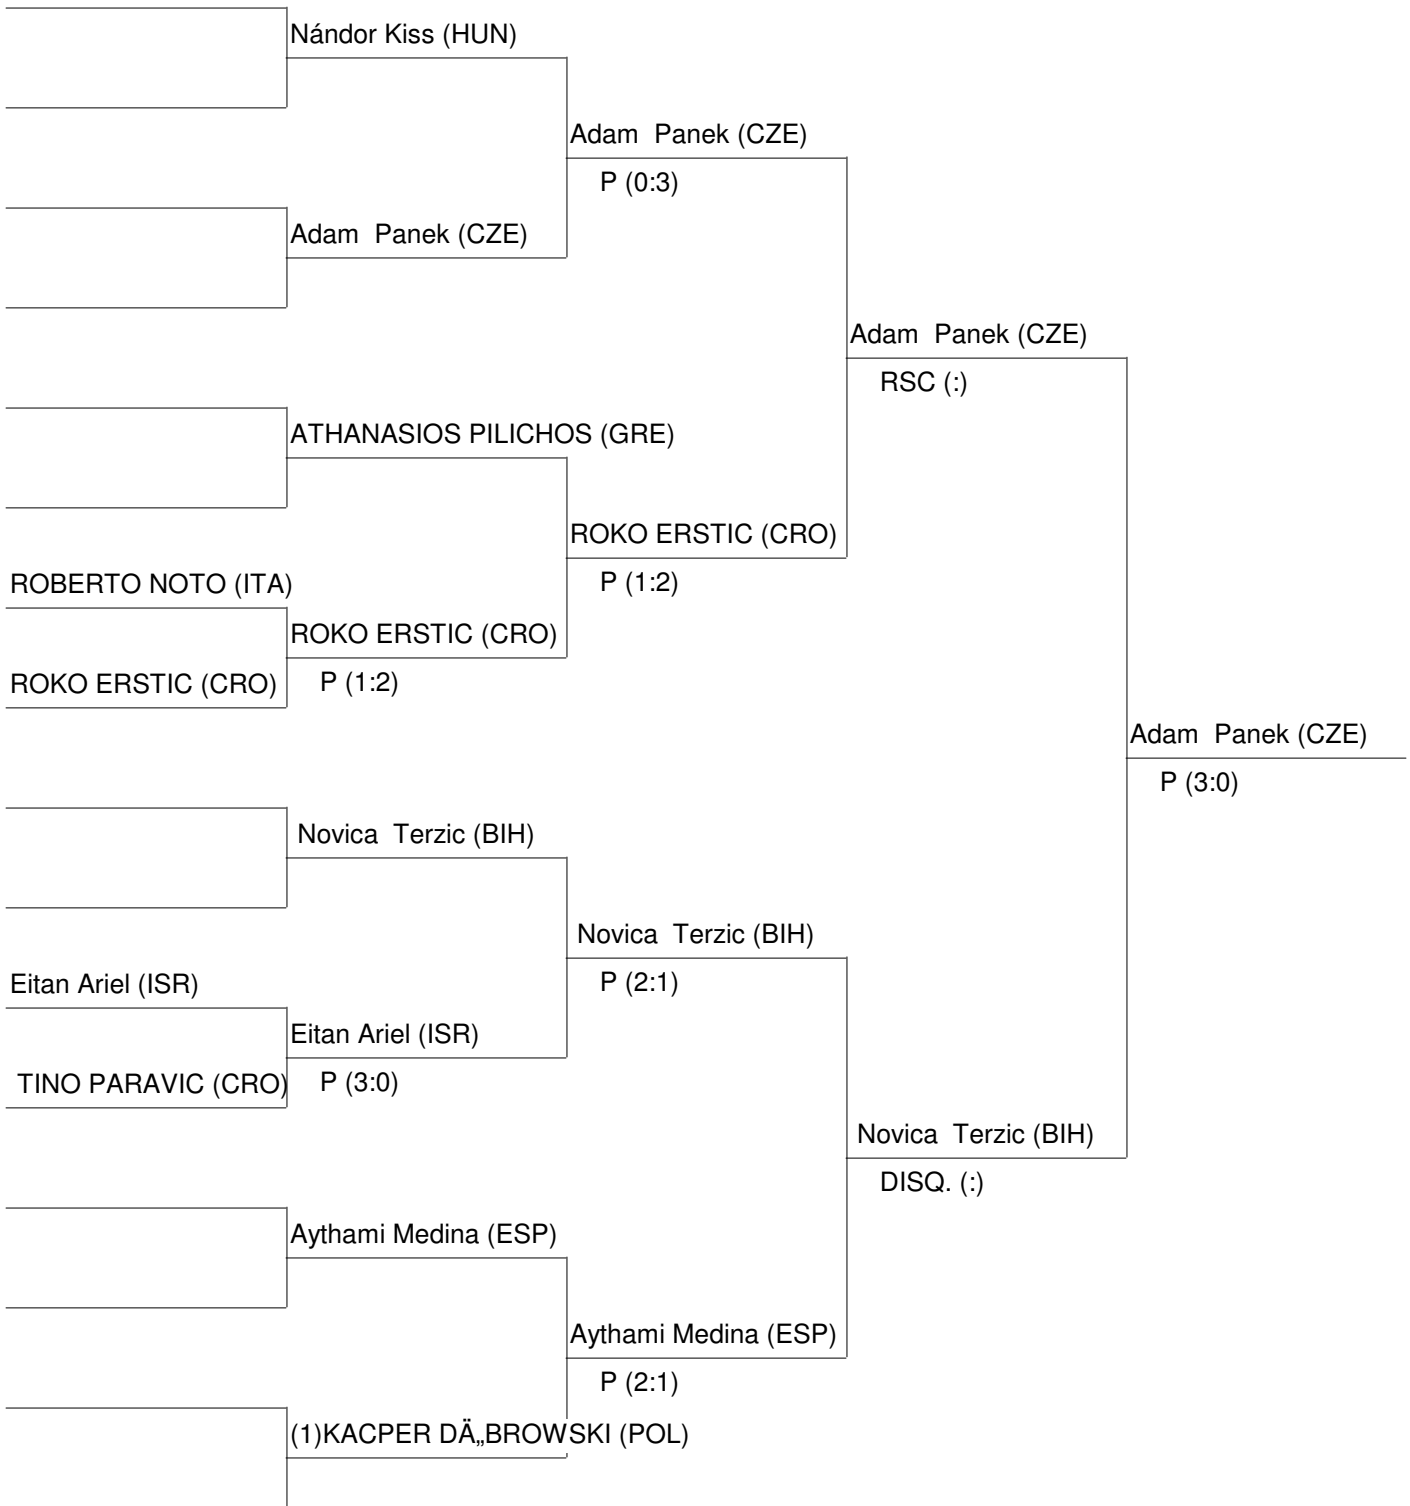 Nándor Kiss (HUN)
Adam  Panek (CZE)
P (0:3)
Adam  Panek (CZE)
Adam  Panek (CZE)
RSC (:)
ATHANASIOS PILICHOS (GRE)
ROKO ERSTIC (CRO)
P (1:2)
ROBERTO NOTO (ITA)
ROKO ERSTIC (CRO)
ROKO ERSTIC (CRO)
P (1:2)
Adam  Panek (CZE)
P (3:0)
Novica  Terzic (BIH)
Novica  Terzic (BIH)
P (2:1)
Eitan Ariel (ISR)
Eitan Ariel (ISR)
TINO PARAVIC (CRO)
P (3:0)
Novica  Terzic (BIH)
DISQ. (:)
Aythami Medina (ESP)
Aythami Medina (ESP)
P (2:1)
(1)KACPER DÄ„BROWSKI (POL)